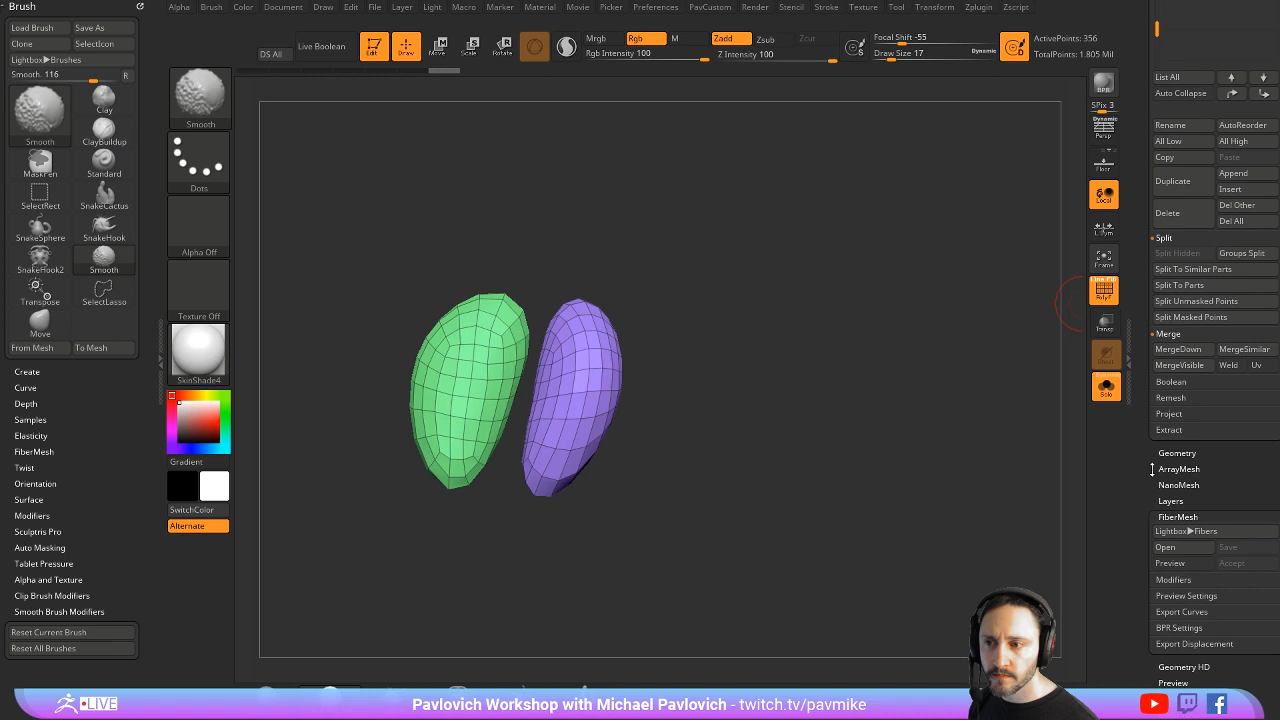 Brush
Alpha Brush Color Document Draw Edit File Layer Light Macro Marker Material Movie Picker Preferences PavCustom Render Stencil Stroke Texture Tool Transform Zplugin Zscript
Load Brush Save As
Clone SelectIcon
Lightbox▶Brushes
Smooth. 116 R
Smooth
Clay
ClayBuildup
MaskPen Standard
SelectRect SnakeCactus
SnakeSphere SnakeHook
SnakeHook2 Smooth
Transpose SelectLasso
Move
From Mesh To Mesh
Create
Curve
Depth
Samples
Elasticity
FiberMesh
Twist
Orientation
Surface
Modifiers
Sculptris Pro
Auto Masking
Tablet Pressure
Alpha and Texture
Clip Brush Modifiers
Smooth Brush Modifiers
Reset Current Brush
Reset All Brushes
DS All
Live Boolean
Edit Draw Move Scale Rotate
Mrgb Rgb M
Rgb Intensity 100
Zadd Zsub Zcut
Z Intensity 100
S
Focal Shift -55
Draw Size 17 Dynamic
D
ActivePoints: 356
TotalPoints: 1.805 Mil
Smooth
Dots
Alpha Off
Texture Off
SkinShade4
Gradient
SwitchColor
Alternate
BPR
SPix 3
Dynamic
Persp
Floor
Local
L.Sym
Frame
Line Fill
PolyF
Transp
Ghost
Dynamic
Solo
List All
Auto Collapse
Rename AutoReorder
All Low All High
Copy Paste
Duplicate Append
Insert
Delete Del Other
Del All
Split
Split Hidden Groups Split
Split To Similar Parts
Split To Parts
Split Unmasked Points
Split Masked Points
Merge
MergeDown MergeSimilar
MergeVisible Weld Uv
Boolean
Remesh
Project
Extract
Geometry
ArrayMesh
NanoMesh
Layers
FiberMesh
Lightbox▶Fibers
Open Save
Preview Accept
Modifiers
Preview Settings
Export Curves
BPR Settings
Export Displacement
Geometry HD
Preview
LIVE
Pavlovich Workshop with Michael Pavlovich - twitch.tv/pavmike